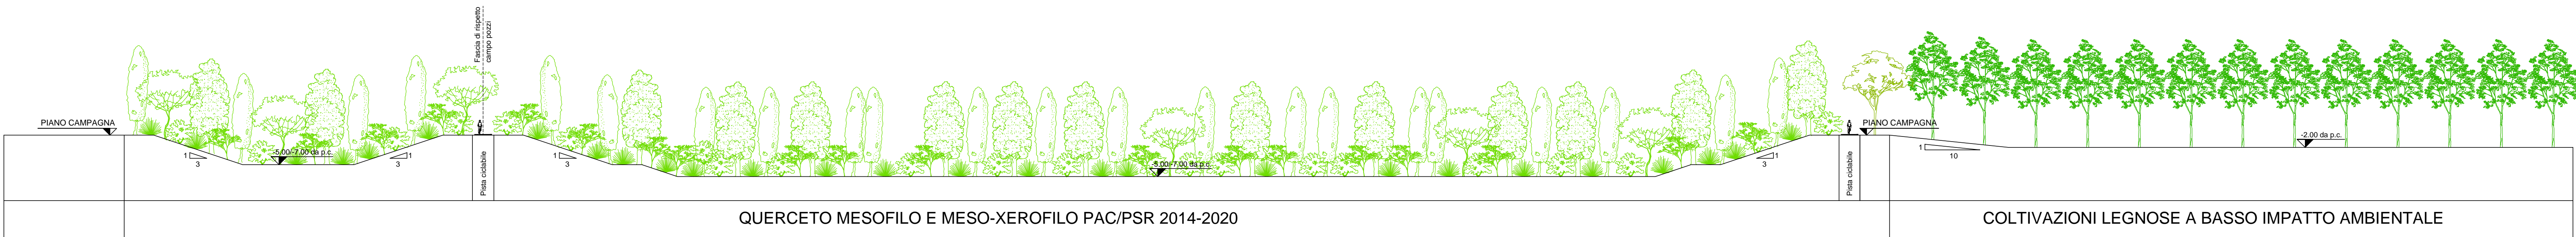 Fascia di rispetto
campo pozzi
PIANO CAMPAGNA
1
3
-5.00/-7.00 da p.c.
1
3
Pista ciclabile
1
3
-5.00/-7.00 da p.c.
1
3
Pista ciclabile
PIANO CAMPAGNA
1
10
-2.00 da p.c.
QUERCETO MESOFILO E MESO-XEROFILO PAC/PSR 2014-2020
COLTIVAZIONI LEGNOSE A BASSO IMPATTO AMBIENTALE